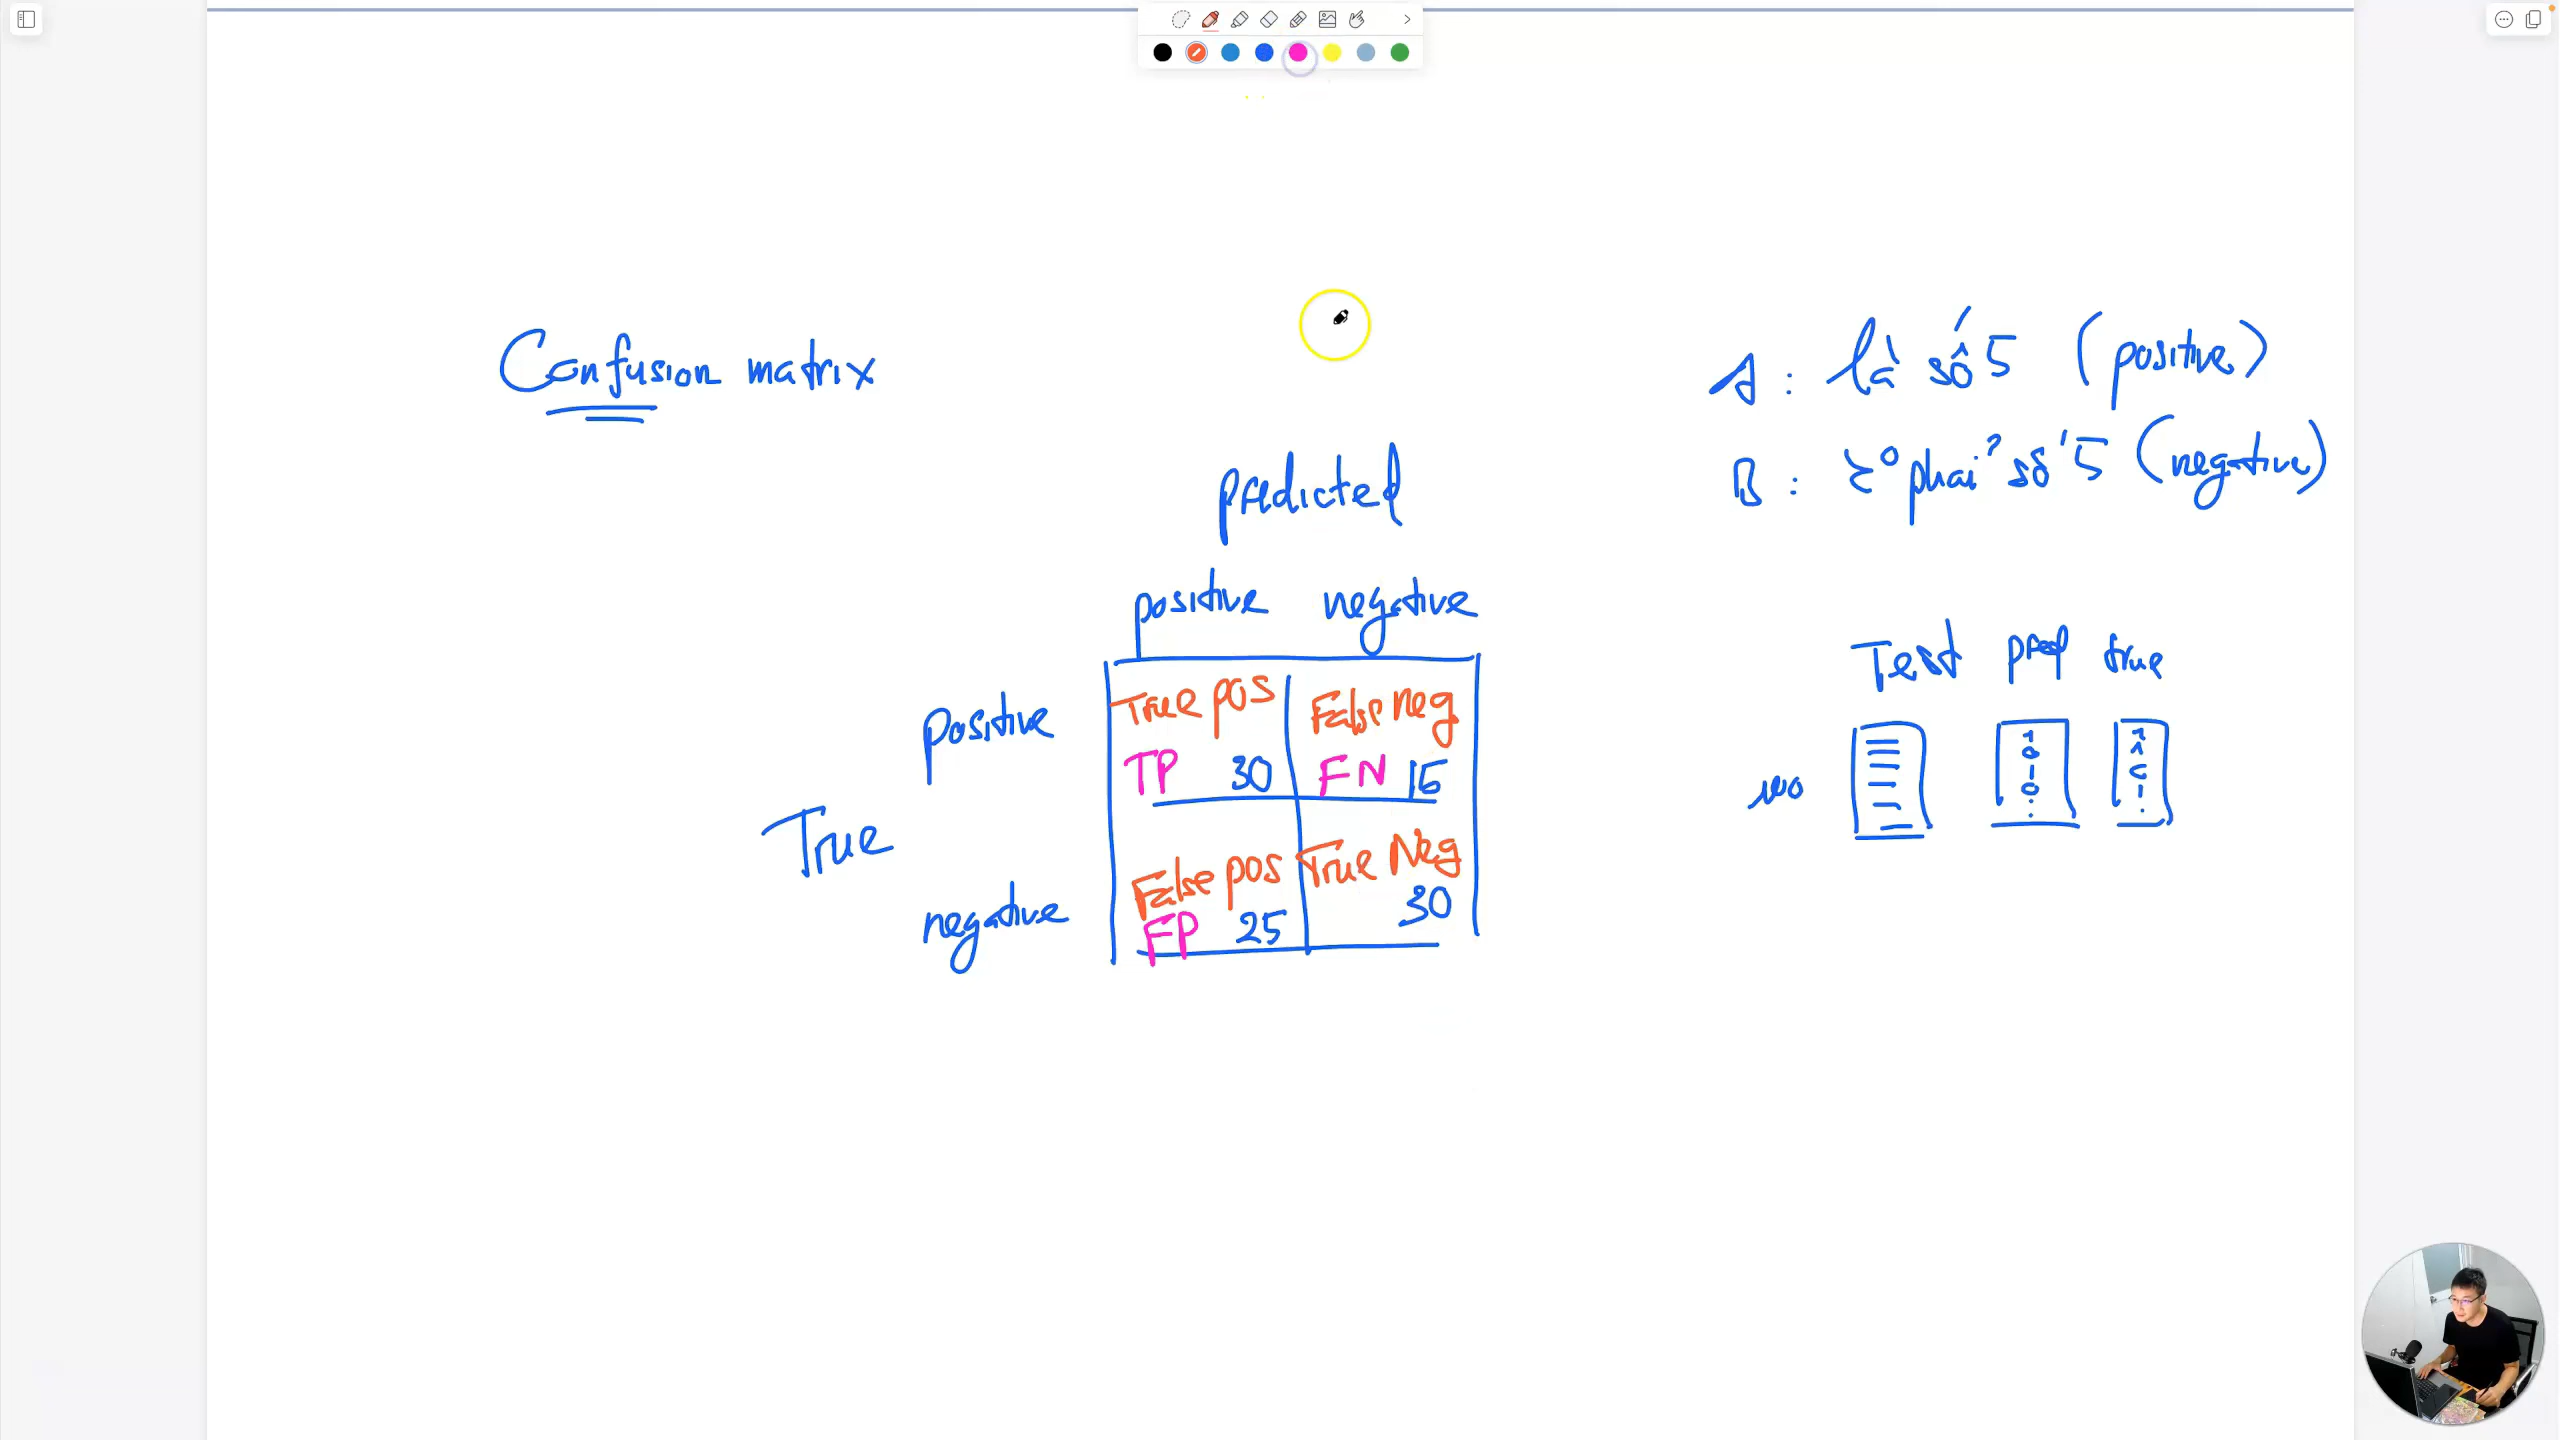 Confusion matrix
A : là số 5 (positive)
B : phải số 5 (negative)
predicted
positive negative
True
positive
negative
True pos
TP 30
False neg
FN 15
False pos
FP 25
True Neg
30
Test pred true
100